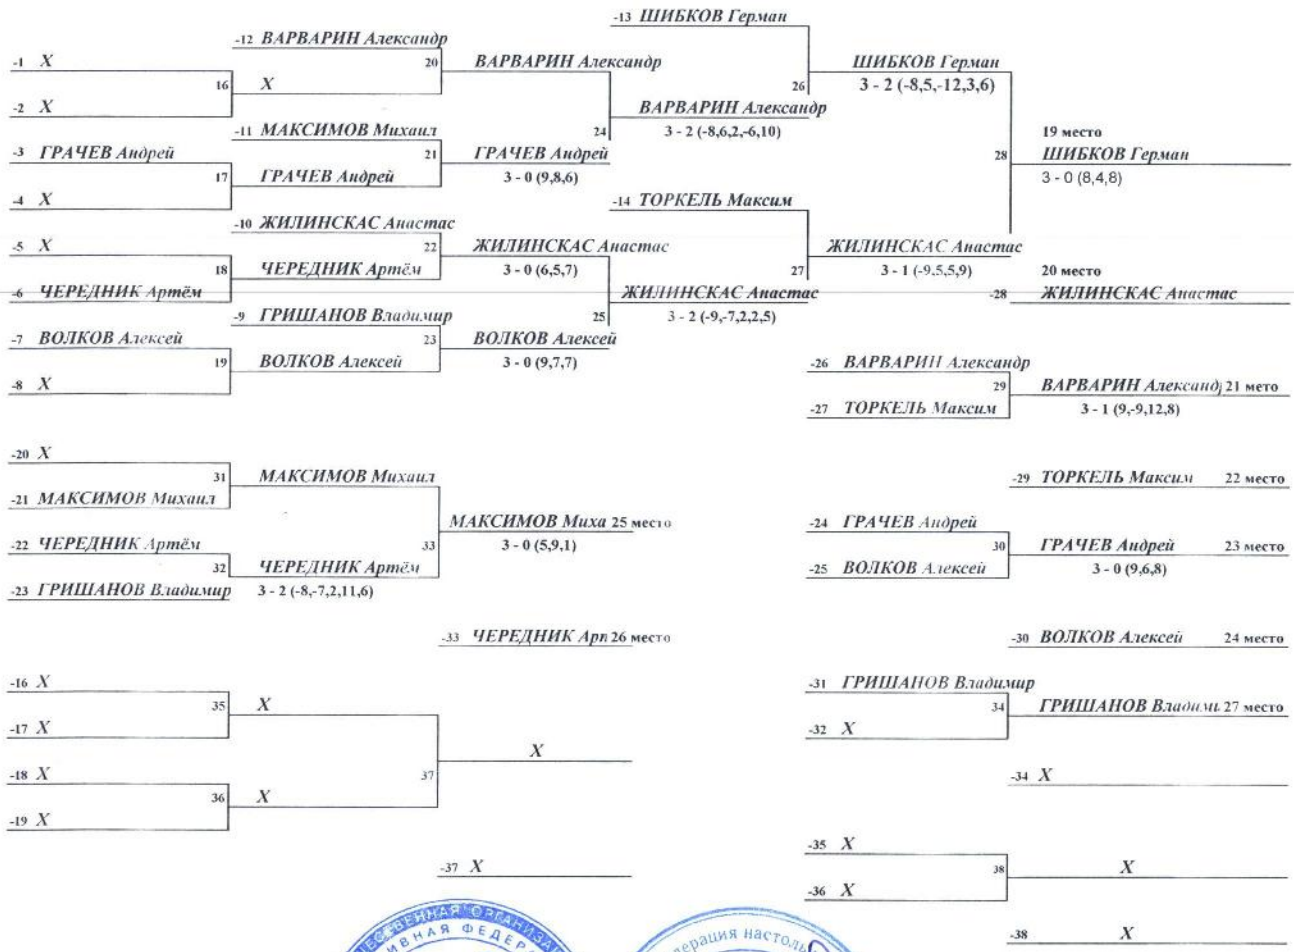 -13 ШИБКОВ Герман
-12 ВАРВАРИН Александр
-1 X
20
ВАРВАРИН Александр
ШИБКОВ Герман
16
X
26
3 - 2 (-8,5,-12,3,6)
-2 X
ВАРВАРИН Александр
-11 МАКСИМОВ Михаил
24
3 - 2 (-8,6,2,-6,10)
19 место
-3 ГРАЧЕВ Андрей
21
ГРАЧЕВ Андрей
28
ШИБКОВ Герман
17
ГРАЧЕВ Андрей
3 - 0 (9,8,6)
3 - 0 (8,4,8)
-4 X
-14 ТОРКЕЛЬ Максим
-10 ЖИЛИНСКАС Анастас
-5 X
22
ЖИЛИНСКАС Анастас
ЖИЛИНСКАС Анастас
18
ЧЕРЕДНИК Артём
3 - 0 (6,5,7)
27
3 - 1 (-9,5,5,9)
20 место
-6 ЧЕРЕДНИК Артём
ЖИЛИНСКАС Анастас
-28 ЖИЛИНСКАС Анастас
-9 ГРИШАНОВ Владимир
25
3 - 2 (-9,-7,2,2,5)
-7 ВОЛКОВ Алексей
23
ВОЛКОВ Алексей
19
ВОЛКОВ Алексей
3 - 0 (9,7,7)
-26 ВАРВАРИН Александр
-8 X
29
ВАРВАРИН Александ 21 мето
-27 ТОРКЕЛЬ Максим
3 - 1 (9,-9,12,8)
-20 X
31
МАКСИМОВ Михаил
-29 ТОРКЕЛЬ Максим 22 место
-21 МАКСИМОВ Михаил
МАКСИМОВ Миха 25 место
-24 ГРАЧЕВ Андрей
-22 ЧЕРЕДНИК Артём
33
3 - 0 (5,9,1)
30
ГРАЧЕВ Андрей 23 место
32
ЧЕРЕДНИК Артём
-25 ВОЛКОВ Алексей
3 - 0 (9,6,8)
-23 ГРИШАНОВ Владимир
3 - 2 (-8,-7,2,11,6)
-33 ЧЕРЕДНИК Арт 26 место
-30 ВОЛКОВ Алексей 24 место
-16 X
-31 ГРИШАНОВ Владимир
35
X
34
ГРИШАНОВ Владими 27 место
-17 X
-32 X
X
-18 X
37
-34 X
36
X
-19 X
-35 X
-37 X
38
X
-36 X
-38 X